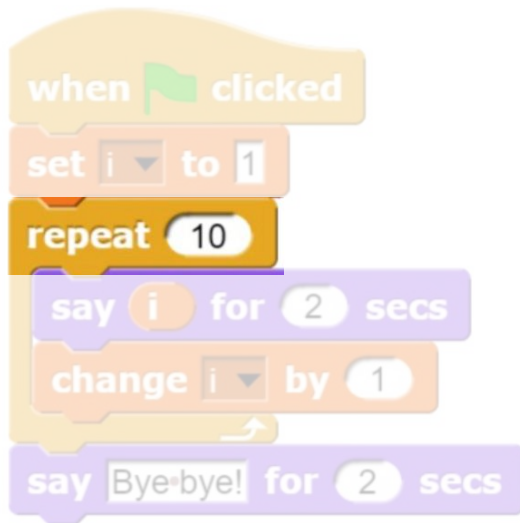 when clicked
set i to 1
repeat 10
say i for 2 secs
change i by 1
say Bye bye! for 2 secs